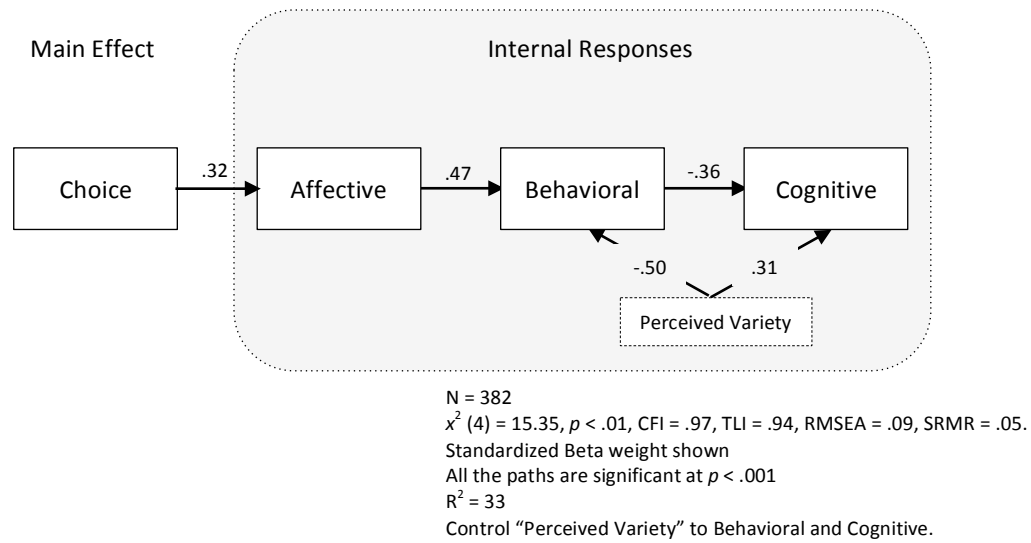 Main Effect
Internal Responses
Choice
.32
Affective
.47
Behavioral
-.36
Cognitive
-.50
.31
Perceived Variety
N = 382
x² (4) = 15.35, p < .01, CFI = .97, TLI = .94, RMSEA = .09, SRMR = .05.
Standardized Beta weight shown
All the paths are significant at p < .001
R² = 33
Control “Perceived Variety” to Behavioral and Cognitive.